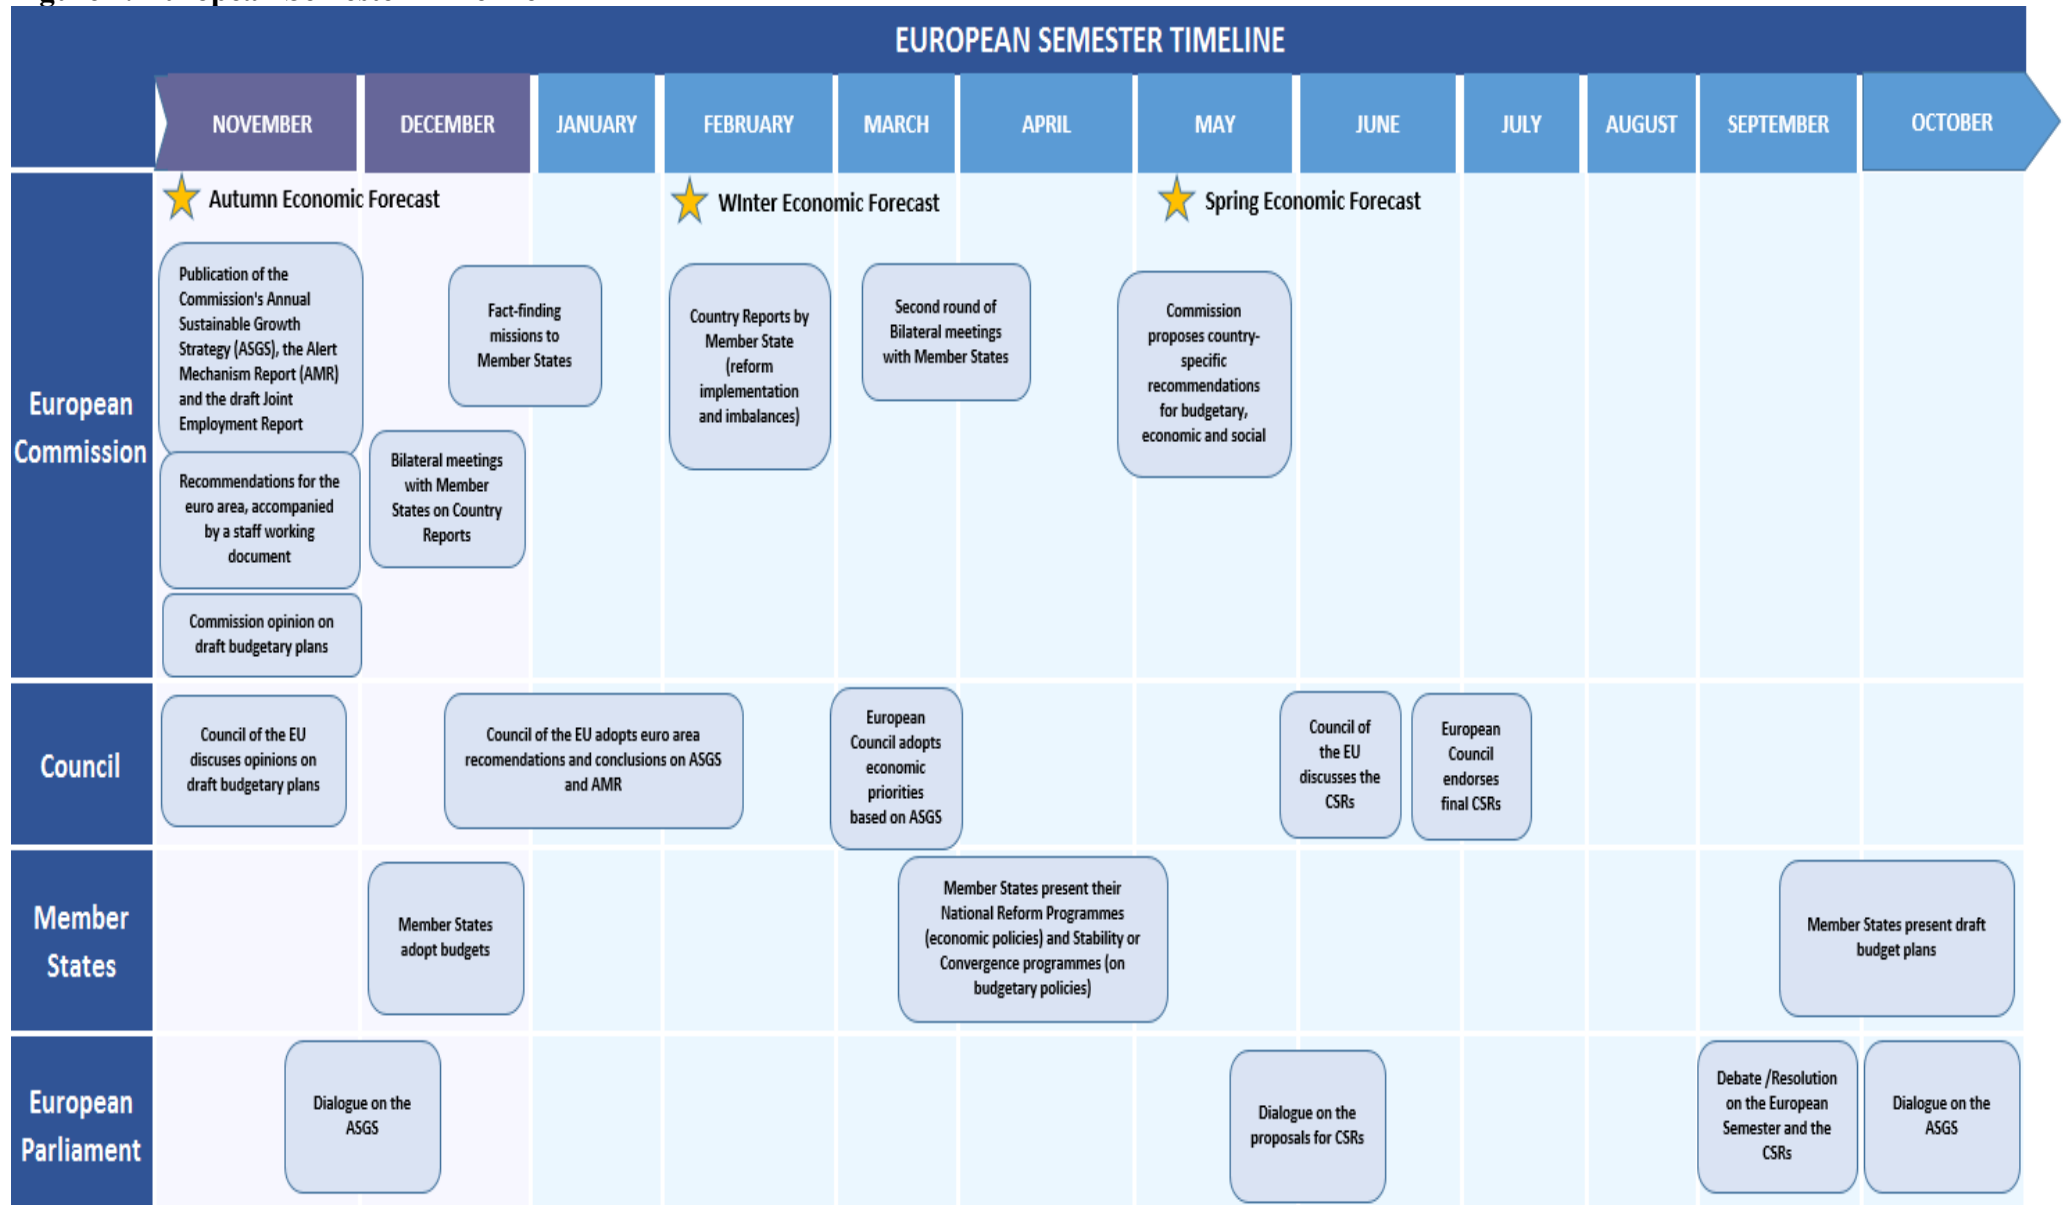 EUROPEAN SEMESTER TIMELINE
NOVEMBER
DECEMBER
JANUARY
FEBRUARY
MARCH
APRIL
MAY
JUNE
JULY
AUGUST
SEPTEMBER
OCTOBER
European
Commission
Autumn Economic Forecast
WInter Economic Forecast
Spring Economic Forecast
Publication of the
Commission's Annual
Sustainable Growth
Strategy (ASGS), the Alert
Mechanism Report (AMR)
and the draft Joint
Employment Report
Fact-finding
missions to
Member States
Country Reports by
Member State
(reform
implementation
and imbalances)
Second round of
Bilateral meetings
with Member States
Commission
proposes country-
specific
recommendations
for budgetary,
economic and social
Recommendations for the
euro area, accompanied
by a staff working
document
Bilateral meetings
with Member
States on Country
Reports
Commission opinion on
draft budgetary plans
Council
Council of the EU
discuses opinions on
draft budgetary plans
Council of the EU adopts euro area
recomendations and conclusions on ASGS
and AMR
European
Council adopts
economic
priorities
based on ASGS
Council of
the EU
discusses the
CSRs
European
Council
endorses
final CSRs
Member
States
Member States
adopt budgets
Member States present their
National Reform Programmes
(economic policies) and Stability or
Convergence programmes (on
budgetary policies)
Member States present draft
budget plans
European
Parliament
Dialogue on the
ASGS
Dialogue on the
proposals for CSRs
Debate /Resolution
on the European
Semester and the
CSRs
Dialogue on the
ASGS